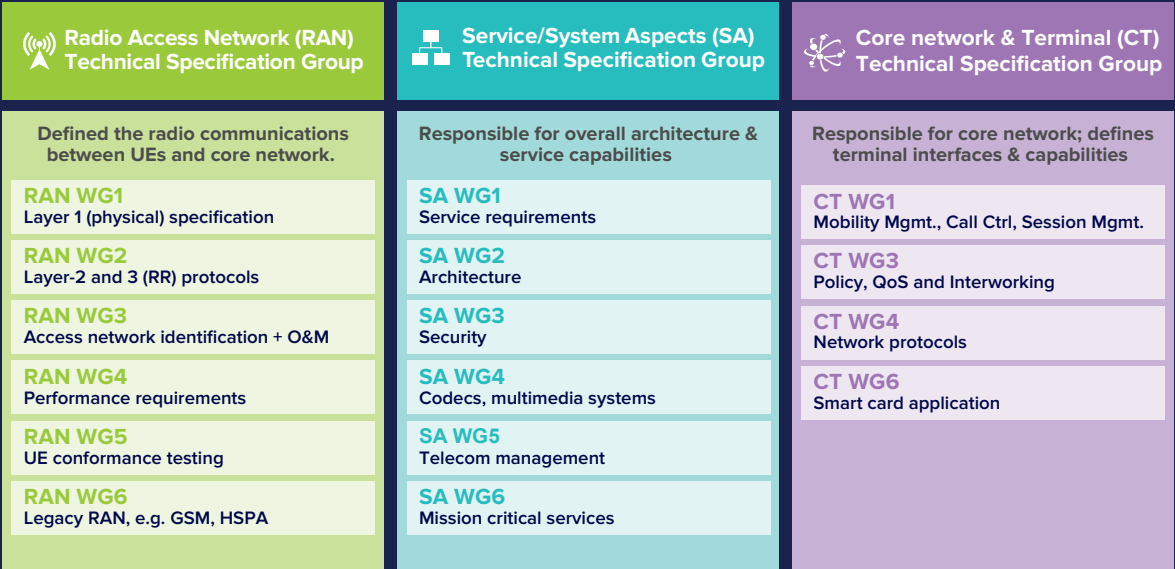 Radio Access Network (RAN)
Technical Specification Group
Defined the radio communications
between UEs and core network.
RAN WG1
Layer 1 (physical) specification
RAN WG2
Layer-2 and 3 (RR) protocols
RAN WG3
Access network identification + O&M
RAN WG4
Performance requirements
RAN WG5
UE conformance testing
RAN WG6
Legacy RAN, e.g. GSM, HSPA
Service/System Aspects (SA)
Technical Specification Group
Responsible for overall architecture &
service capabilities
SA WG1
Service requirements
SA WG2
Architecture
SA WG3
Security
SA WG4
Codecs, multimedia systems
SA WG5
Telecom management
SA WG6
Mission critical services
Core network & Terminal (CT)
Technical Specification Group
Responsible for core network; defines
terminal interfaces & capabilities
CT WG1
Mobility Mgmt., Call Ctrl, Session Mgmt.
CT WG3
Policy, QoS and Interworking
CT WG4
Network protocols
CT WG6
Smart card application